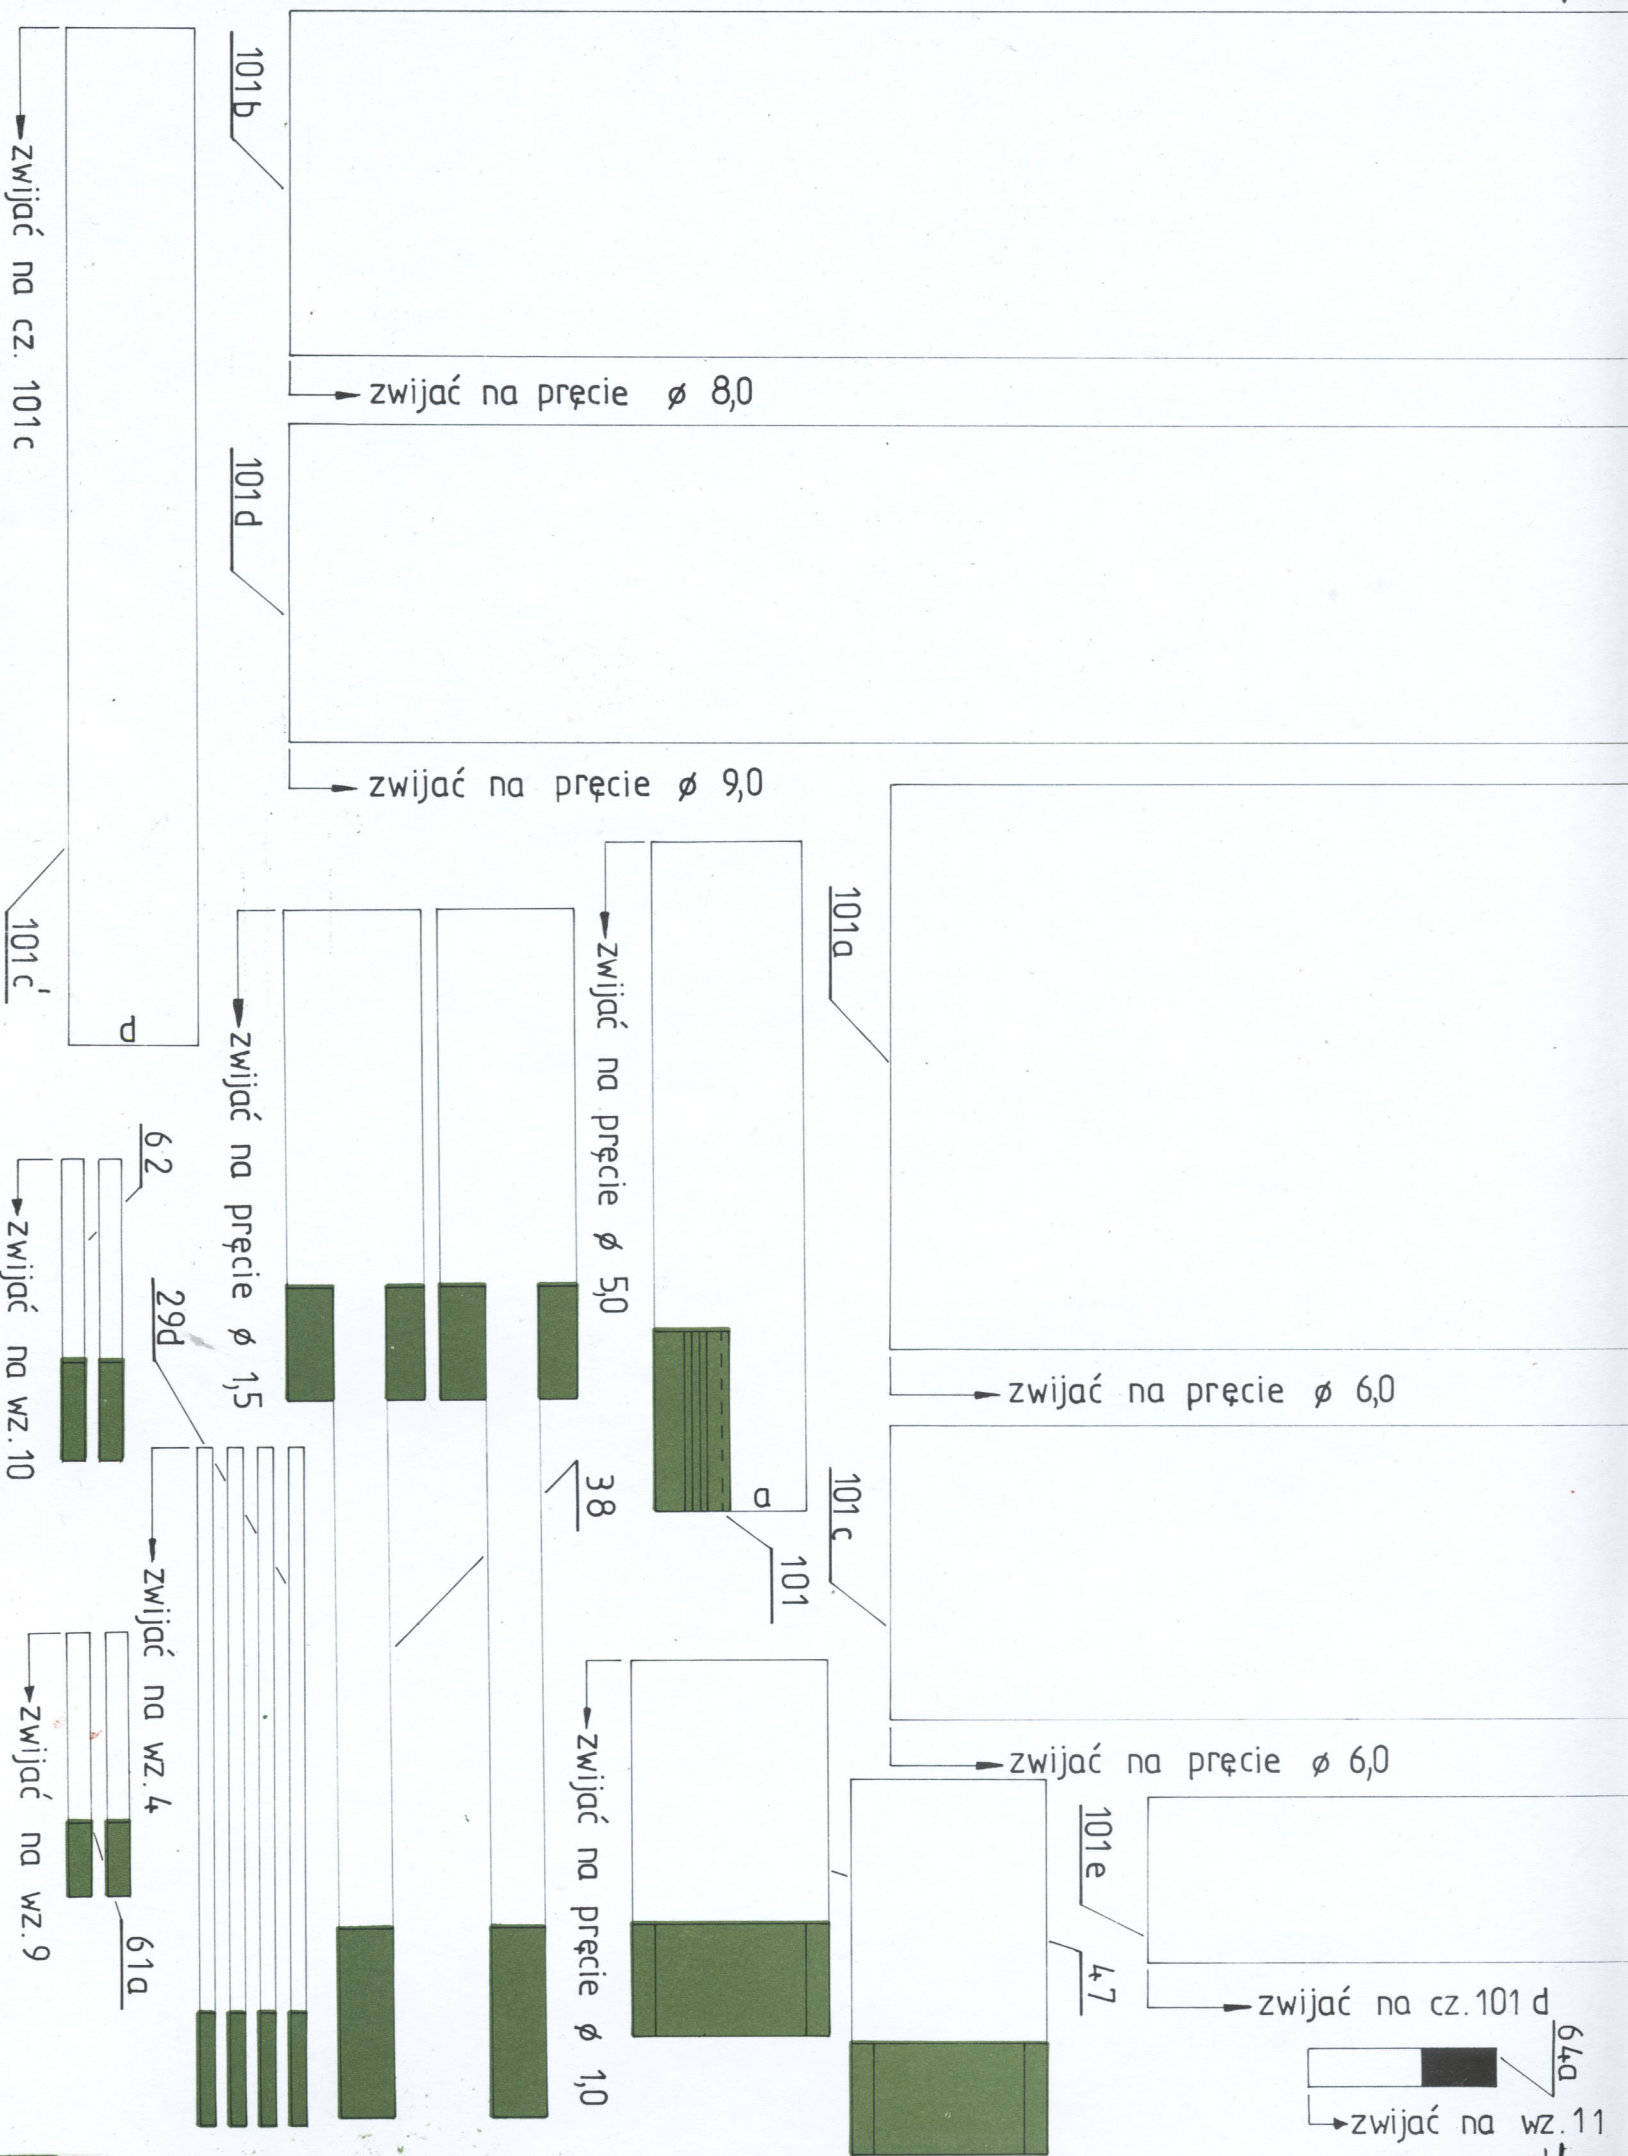 101b
zwijać na pręcie ø 8,0
101d
zwijać na pręcie ø 9,0
zwijać na cz. 101c
101c'
a
101a
zwijać na pręcie ø 6,0
zwijać na pręcie ø 5,0
a
101
zwijać na pręcie ø 1,5
38
62
zwijać na wz. 10
29d
zwijać na wz. 4
101c
zwijać na pręcie ø 6,0
zwijać na pręcie ø 1,0
47
61a
zwijać na wz. 9
101e
zwijać na cz. 101 d
64a
zwijać na wz. 11